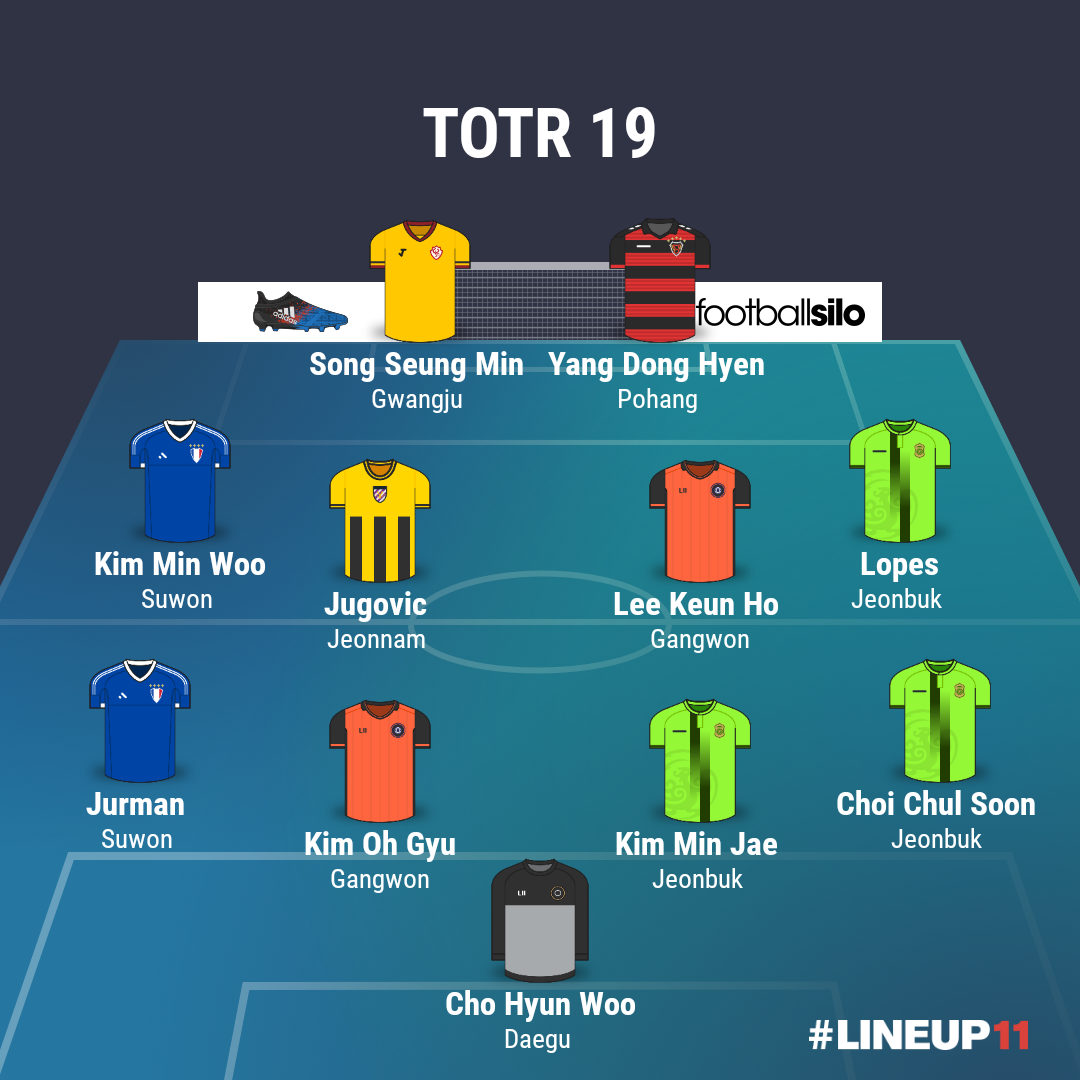 TOTR 19
adidas
footballsilo
Song Seung Min
Gwangju
Yang Dong Hyen
Pohang
Kim Min Woo
Suwon
Jugovic
Jeonnam
Lee Keun Ho
Gangwon
Lopes
Jeonbuk
Jurman
Suwon
Kim Oh Gyu
Gangwon
Kim Min Jae
Jeonbuk
Choi Chul Soon
Jeonbuk
Cho Hyun Woo
Daegu
#LINEUP11